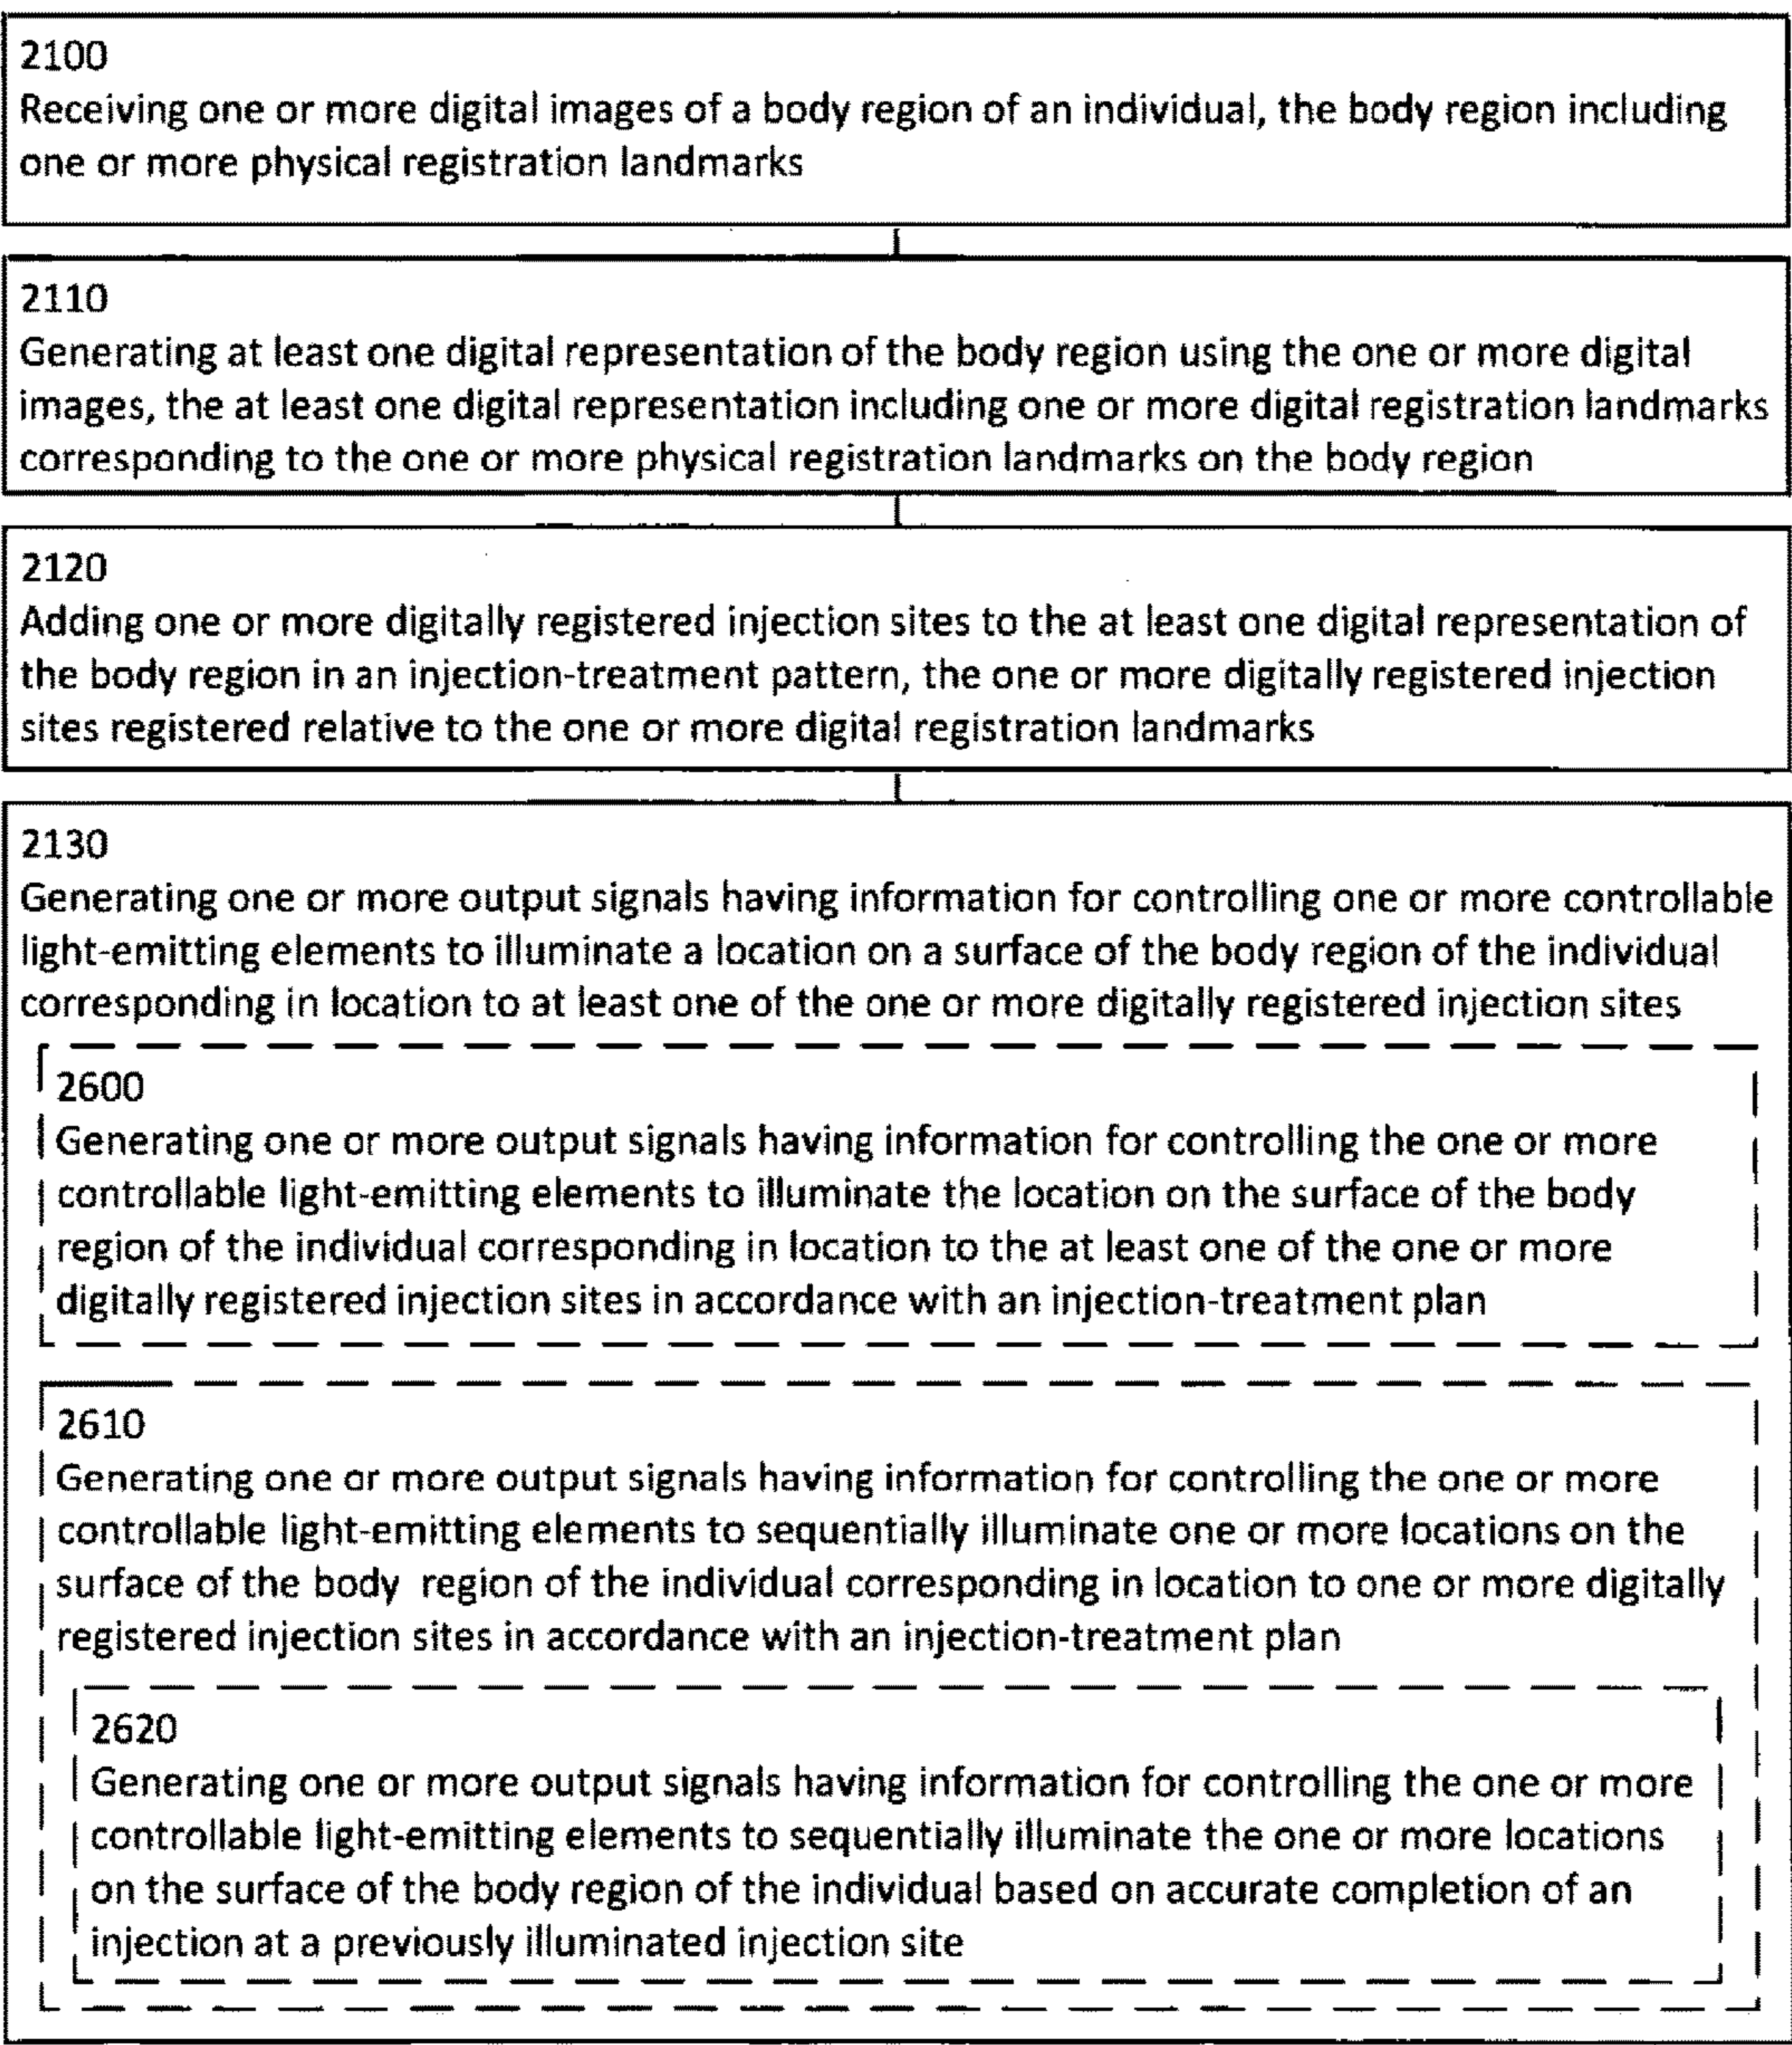 2100
Receiving one or more digital images of a body region of an individual, the body region including
one or more physical registration landmarks
2110
Generating at least one digital representation of the body region using the one or more digital
images, the at least one digital representation including one or more digital registration landmarks
corresponding to the one or more physical registration landmarks on the body region
2120
Adding one or more digitally registered injection sites to the at least one digital representation of
the body region in an injection-treatment pattern, the one or more digitally registered injection
sites registered relative to the one or more digital registration landmarks
2130
Generating one or more output signals having information for controlling one or more controllable
light-emitting elements to illuminate a location on a surface of the body region of the individual
corresponding in location to at least one of the one or more digitally registered injection sites
2600
Generating one or more output signals having information for controlling the one or more
controllable light-emitting elements to illuminate the location on the surface of the body
region of the individual corresponding in location to the at least one of the one or more
digitally registered injection sites in accordance with an injection-treatment plan
2610
Generating one or more output signals having information for controlling the one or more
controllable light-emitting elements to sequentially illuminate one or more locations on the
surface of the body region of the individual corresponding in location to one or more digitally
registered injection sites in accordance with an injection-treatment plan
2620
Generating one or more output signals having information for controlling the one or more
controllable light-emitting elements to sequentially illuminate the one or more locations
on the surface of the body region of the individual based on accurate completion of an
injection at a previously illuminated injection site